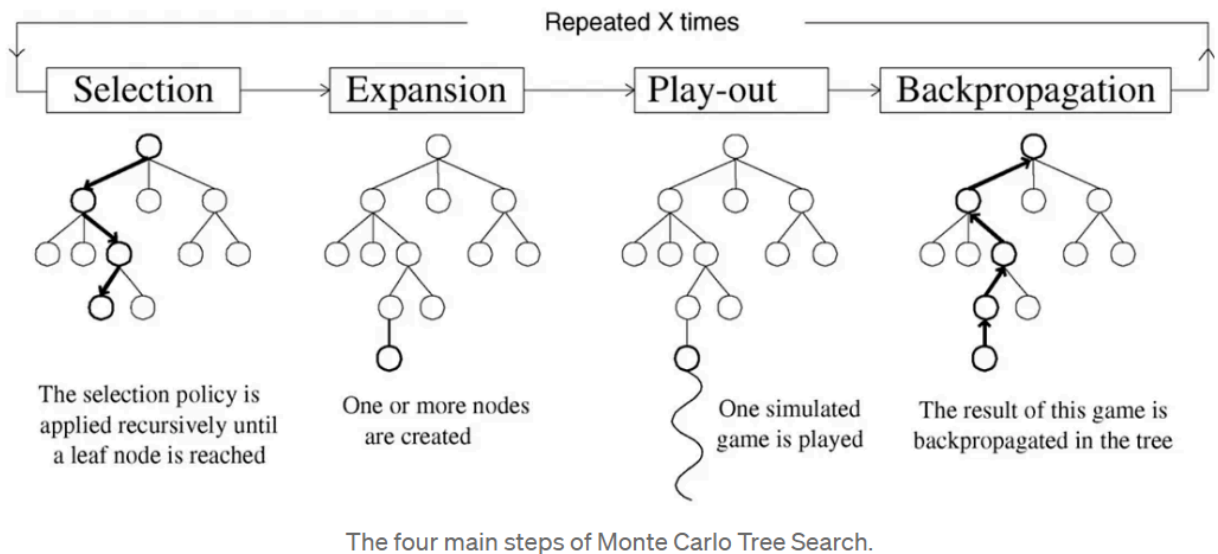 Repeated X times
Selection
Expansion
Play-out
Backpropagation
The selection policy is
applied recursively until
a leaf node is reached
One or more nodes
are created
One simulated
game is played
The result of this game is
backpropagated in the tree
The four main steps of Monte Carlo Tree Search.